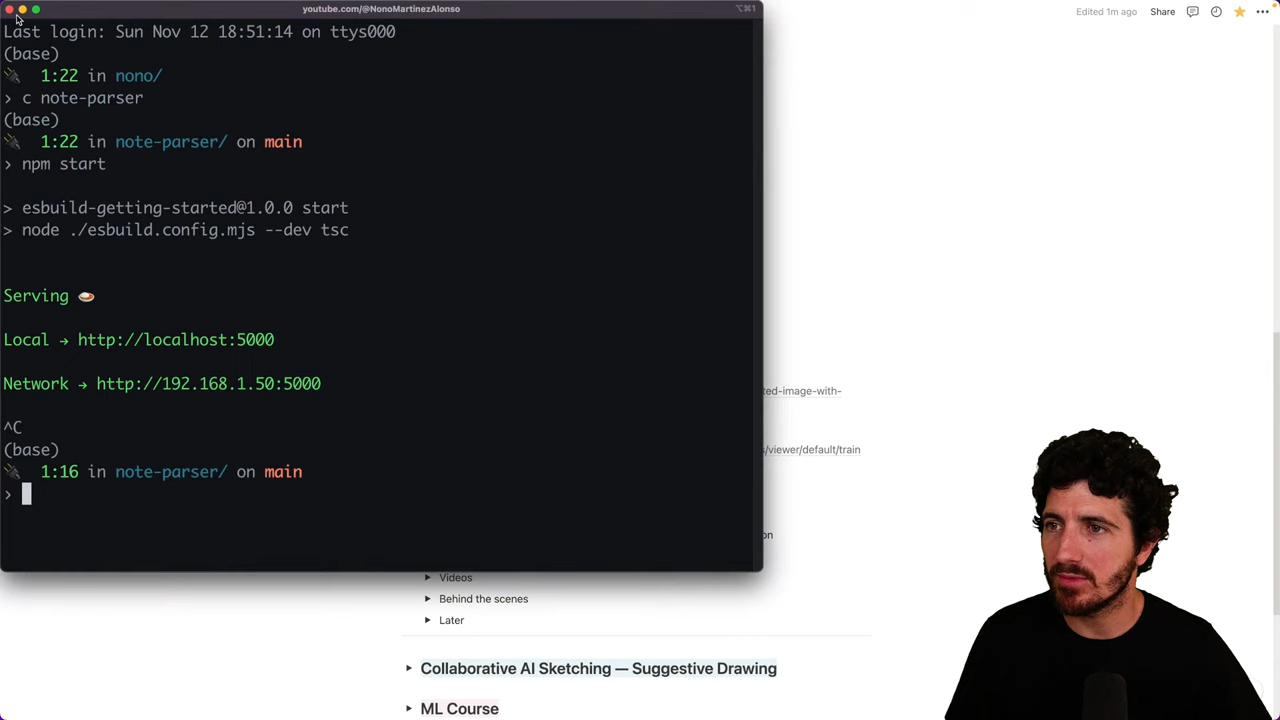 youtube.com/@NonoMartinezAlonso
⌥⌘1
Edited 1m ago
Share
Last login: Sun Nov 12 18:51:14 on ttys000
(base)
1:22 in nono/
› c note-parser
(base)
1:22 in note-parser/ on main
› npm start
> esbuild-getting-started@1.0.0 start
> node ./esbuild.config.mjs --dev tsc
Serving
Local → http://localhost:5000
Network → http://192.168.1.50:5000
ted-image-with-
^C
(base)
s/viewer/default/train
1:16 in note-parser/ on main
›
on
Videos
Behind the scenes
Later
Collaborative AI Sketching — Suggestive Drawing
ML Course